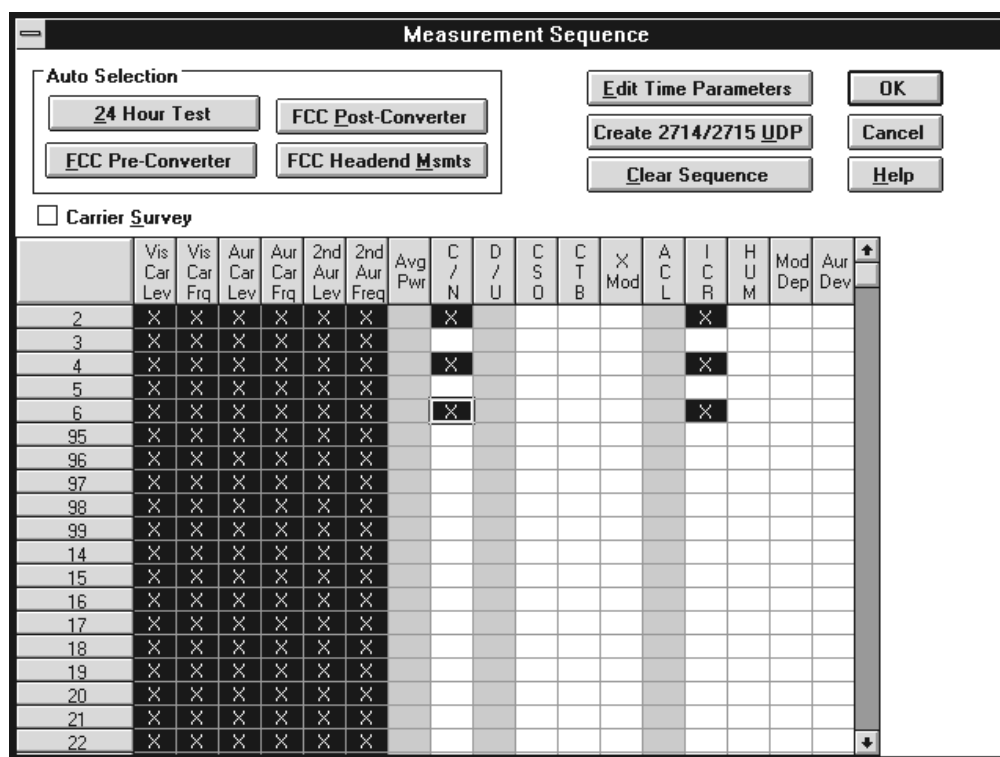 Measurement Sequence
Auto Selection
24 Hour Test
FCC Post-Converter
FCC Pre-Converter
FCC Headend Msmts
Edit Time Parameters
OK
Create 2714/2715 UDP
Cancel
Clear Sequence
Help
Carrier Survey
Vis Car Lev
Vis Car Frq
Aur Car Lev
Aur Car Frq
2nd Aur Lev
2nd Aur Freq
Avg Pwr
C / N
D / U
C S O
C T B
X Mod
A C L
I C R
H U M
Mod Dep
Aur Dev
2 X X X X X X X X
3 X X X X X X
4 X X X X X X X X
5 X X X X X X
6 X X X X X X X X
95 X X X X X X
96 X X X X X X
97 X X X X X X
98 X X X X X X
99 X X X X X X
14 X X X X X X
15 X X X X X X
16 X X X X X X
17 X X X X X X
18 X X X X X X
19 X X X X X X
20 X X X X X X
21 X X X X X X
22 X X X X X X